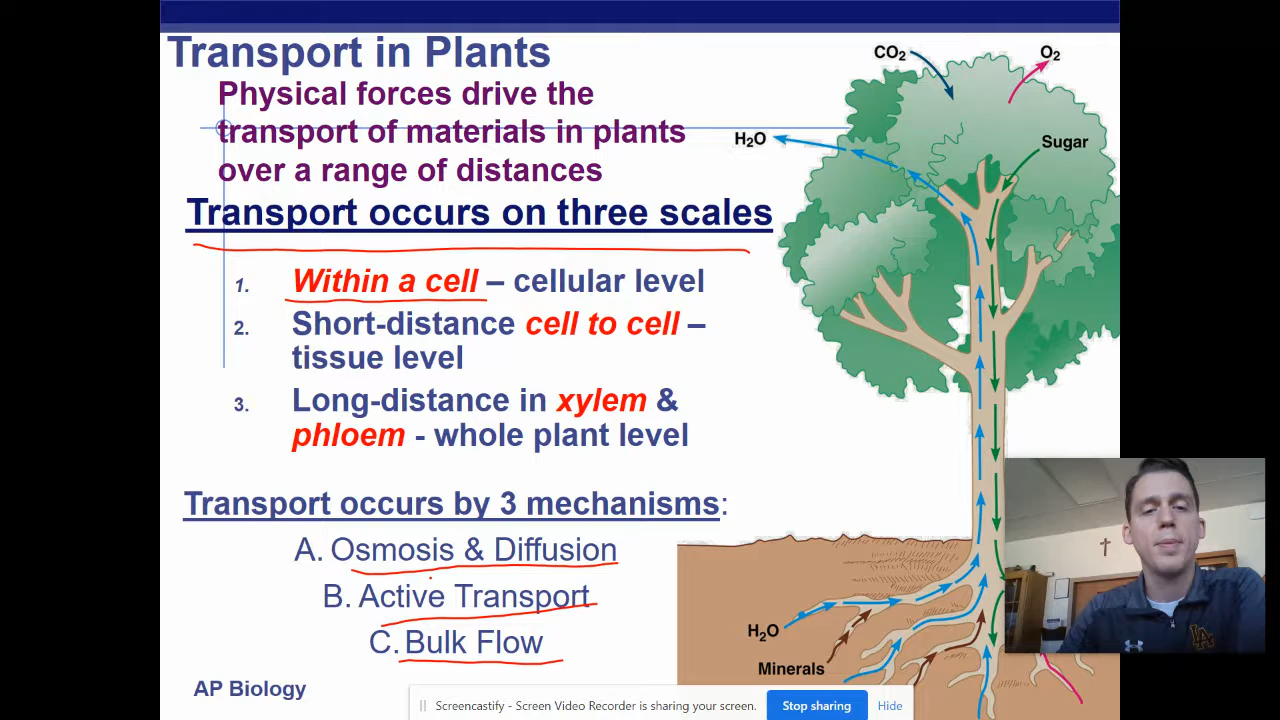 Transport in Plants
Physical forces drive the
transport of materials in plants
over a range of distances
Transport occurs on three scales
1. Within a cell – cellular level
2. Short-distance cell to cell –
tissue level
3. Long-distance in xylem &
phloem - whole plant level
Transport occurs by 3 mechanisms:
A. Osmosis & Diffusion
B. Active Transport
C. Bulk Flow
AP Biology
CO2
O2
H2O
Sugar
H2O
Minerals
LA
Screencastify - Screen Video Recorder is sharing your screen.
Stop sharing
Hide